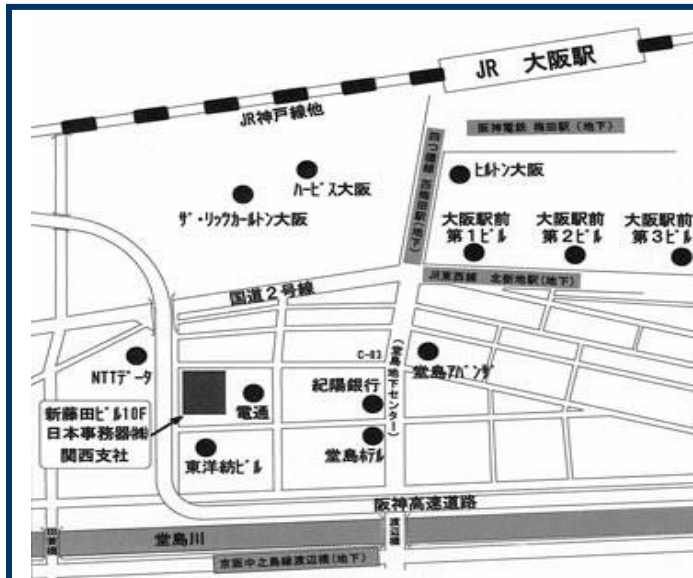 JR 大阪駅
JR神戸線他
阪神電鉄 梅田駅(地下)
四つ橋線 西梅田駅(地下)
ヒルトン大阪
ハービス大阪
ザ・リッツカールトン大阪
大阪駅前
第1ビル
大阪駅前
第2ビル
大阪駅前
第3ビル
JR東西線 北新地駅(地下)
国道2号線
C-83
(堂島地下センター)
堂島アバンザ
NTTデータ
新藤田ビル10F
日本事務器㈱
関西支社
電通
紀陽銀行
東洋紡ビル
堂島ホテル
阪神高速道路
堂島川
渡辺橋
田蓑橋
京阪中之島線渡辺橋(地下)